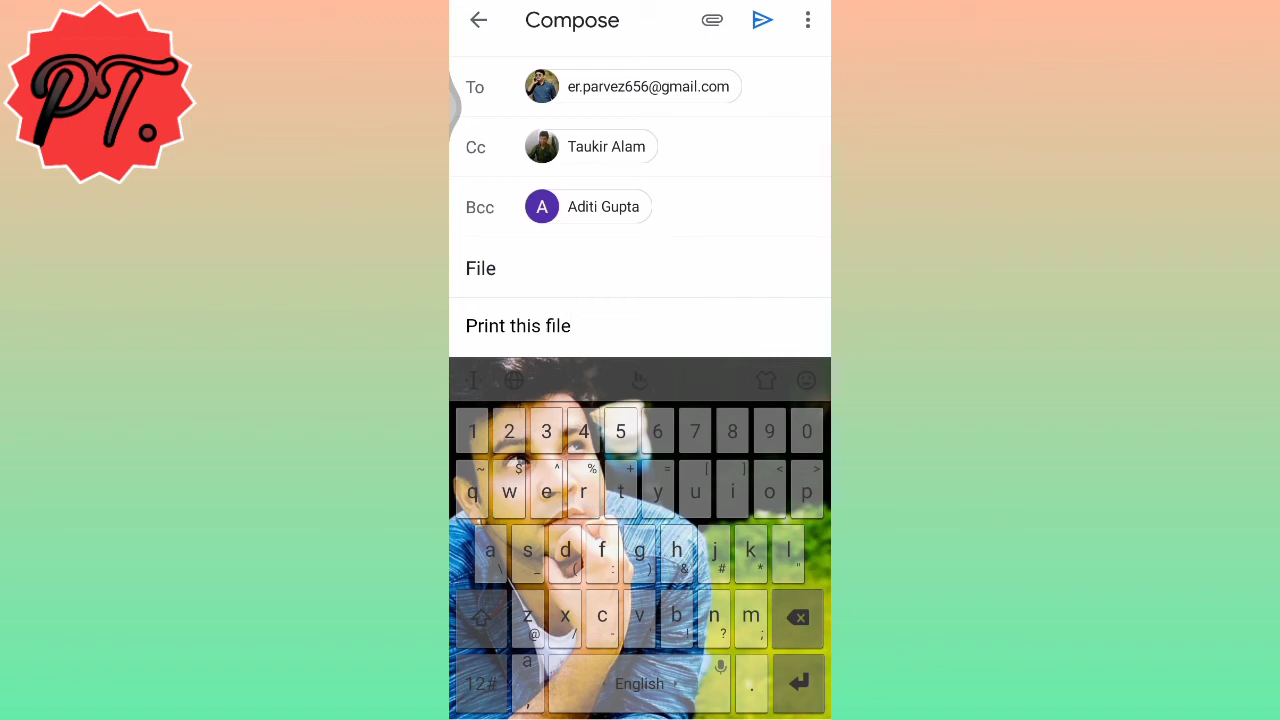 PT.
Compose
To er.parvez656@gmail.com
Cc Taukir Alam
Bcc A Aditi Gupta
File
Print this file
1 2 3 4 5 6 7 8 9 0
~ $ ^ % + = [ ] < >
q w e r t y u i o p
a s d f g h j k l
\ _ ( : ) & # * "
z x c v b n m
@ / - ' ! ? ;
12# , English .